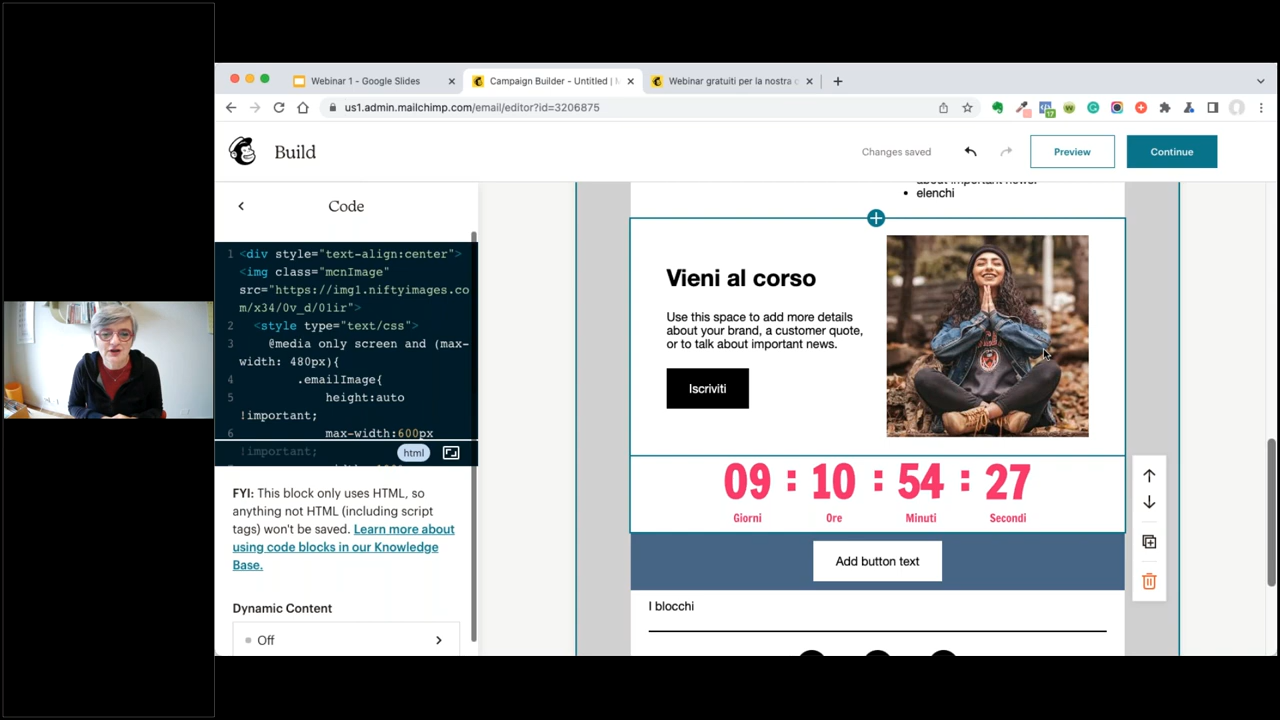 Webinar 1 - Google Slides
Campaign Builder - Untitled |
Webinar gratuiti per la nostra
us1.admin.mailchimp.com/email/editor?id=3206875
17
Build
Changes saved
Preview
Continue
Code
1 <div style="text-align:center">
<img class="mcnImage"
src="https://img1.niftyimages.co
m/x34/0v_d/01ir">
2 <style type="text/css">
3 @media only screen and (max-
width: 480px){
4 .emailImage{
5 height:auto
!important;
6 max-width:600px
!important;
html
FYI: This block only uses HTML, so
anything not HTML (including script
tags) won't be saved. Learn more about
using code blocks in our Knowledge
Base.
Dynamic Content
Off
about important news.
• elenchi
Vieni al corso
Use this space to add more details
about your brand, a customer quote,
or to talk about important news.
Iscriviti
09 : 10 : 54 : 27
Giorni Ore Minuti Secondi
Add button text
I blocchi